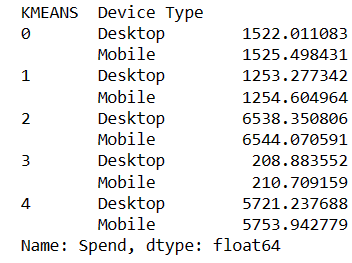 KMEANS  Device Type
0       Desktop        1522.011083
        Mobile         1525.498431
1       Desktop        1253.277342
        Mobile         1254.604964
2       Desktop        6538.350806
        Mobile         6544.070591
3       Desktop         208.883552
        Mobile          210.709159
4       Desktop        5721.237688
        Mobile         5753.942779
Name: Spend, dtype: float64